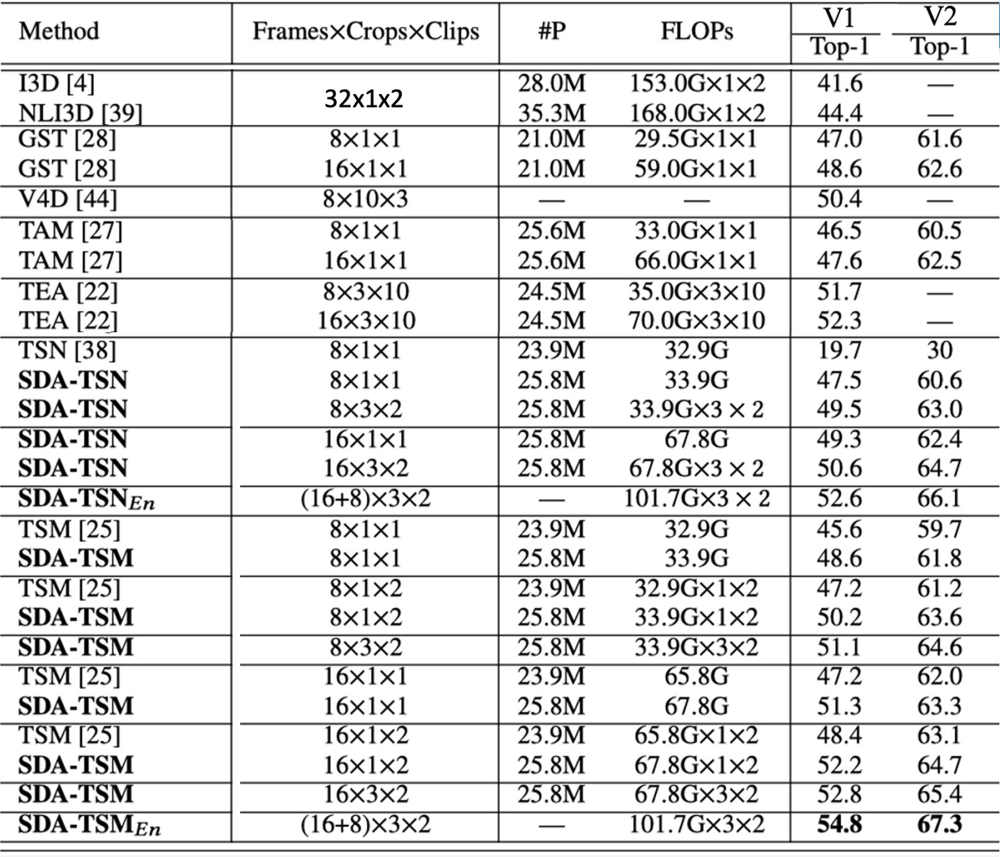 Method Frames×Crops×Clips #P FLOPs V1 V2
Top-1 Top-1
I3D [4] 32x1x2 28.0M 153.0G×1×2 41.6 —
NLI3D [39] 35.3M 168.0G×1×2 44.4 —
GST [28] 8×1×1 21.0M 29.5G×1×1 47.0 61.6
GST [28] 16×1×1 21.0M 59.0G×1×1 48.6 62.6
V4D [44] 8×10×3 — — 50.4 —
TAM [27] 8×1×1 25.6M 33.0G×1×1 46.5 60.5
TAM [27] 16×1×1 25.6M 66.0G×1×1 47.6 62.5
TEA [22] 8×3×10 24.5M 35.0G×3×10 51.7 —
TEA [22] 16×3×10 24.5M 70.0G×3×10 52.3 —
TSN [38] 8×1×1 23.9M 32.9G 19.7 30
SDA-TSN 8×1×1 25.8M 33.9G 47.5 60.6
SDA-TSN 8×3×2 25.8M 33.9G×3 × 2 49.5 63.0
SDA-TSN 16×1×1 25.8M 67.8G 49.3 62.4
SDA-TSN 16×3×2 25.8M 67.8G×3 × 2 50.6 64.7
SDA-TSN En (16+8)×3×2 — 101.7G×3 × 2 52.6 66.1
TSM [25] 8×1×1 23.9M 32.9G 45.6 59.7
SDA-TSM 8×1×1 25.8M 33.9G 48.6 61.8
TSM [25] 8×1×2 23.9M 32.9G×1×2 47.2 61.2
SDA-TSM 8×1×2 25.8M 33.9G×1×2 50.2 63.6
SDA-TSM 8×3×2 25.8M 33.9G×3×2 51.1 64.6
TSM [25] 16×1×1 23.9M 65.8G 47.2 62.0
SDA-TSM 16×1×1 25.8M 67.8G 51.3 63.3
TSM [25] 16×1×2 23.9M 65.8G×1×2 48.4 63.1
SDA-TSM 16×1×2 25.8M 67.8G×1×2 52.2 64.7
SDA-TSM 16×3×2 25.8M 67.8G×3×2 52.8 65.4
SDA-TSM En (16+8)×3×2 — 101.7G×3×2 54.8 67.3